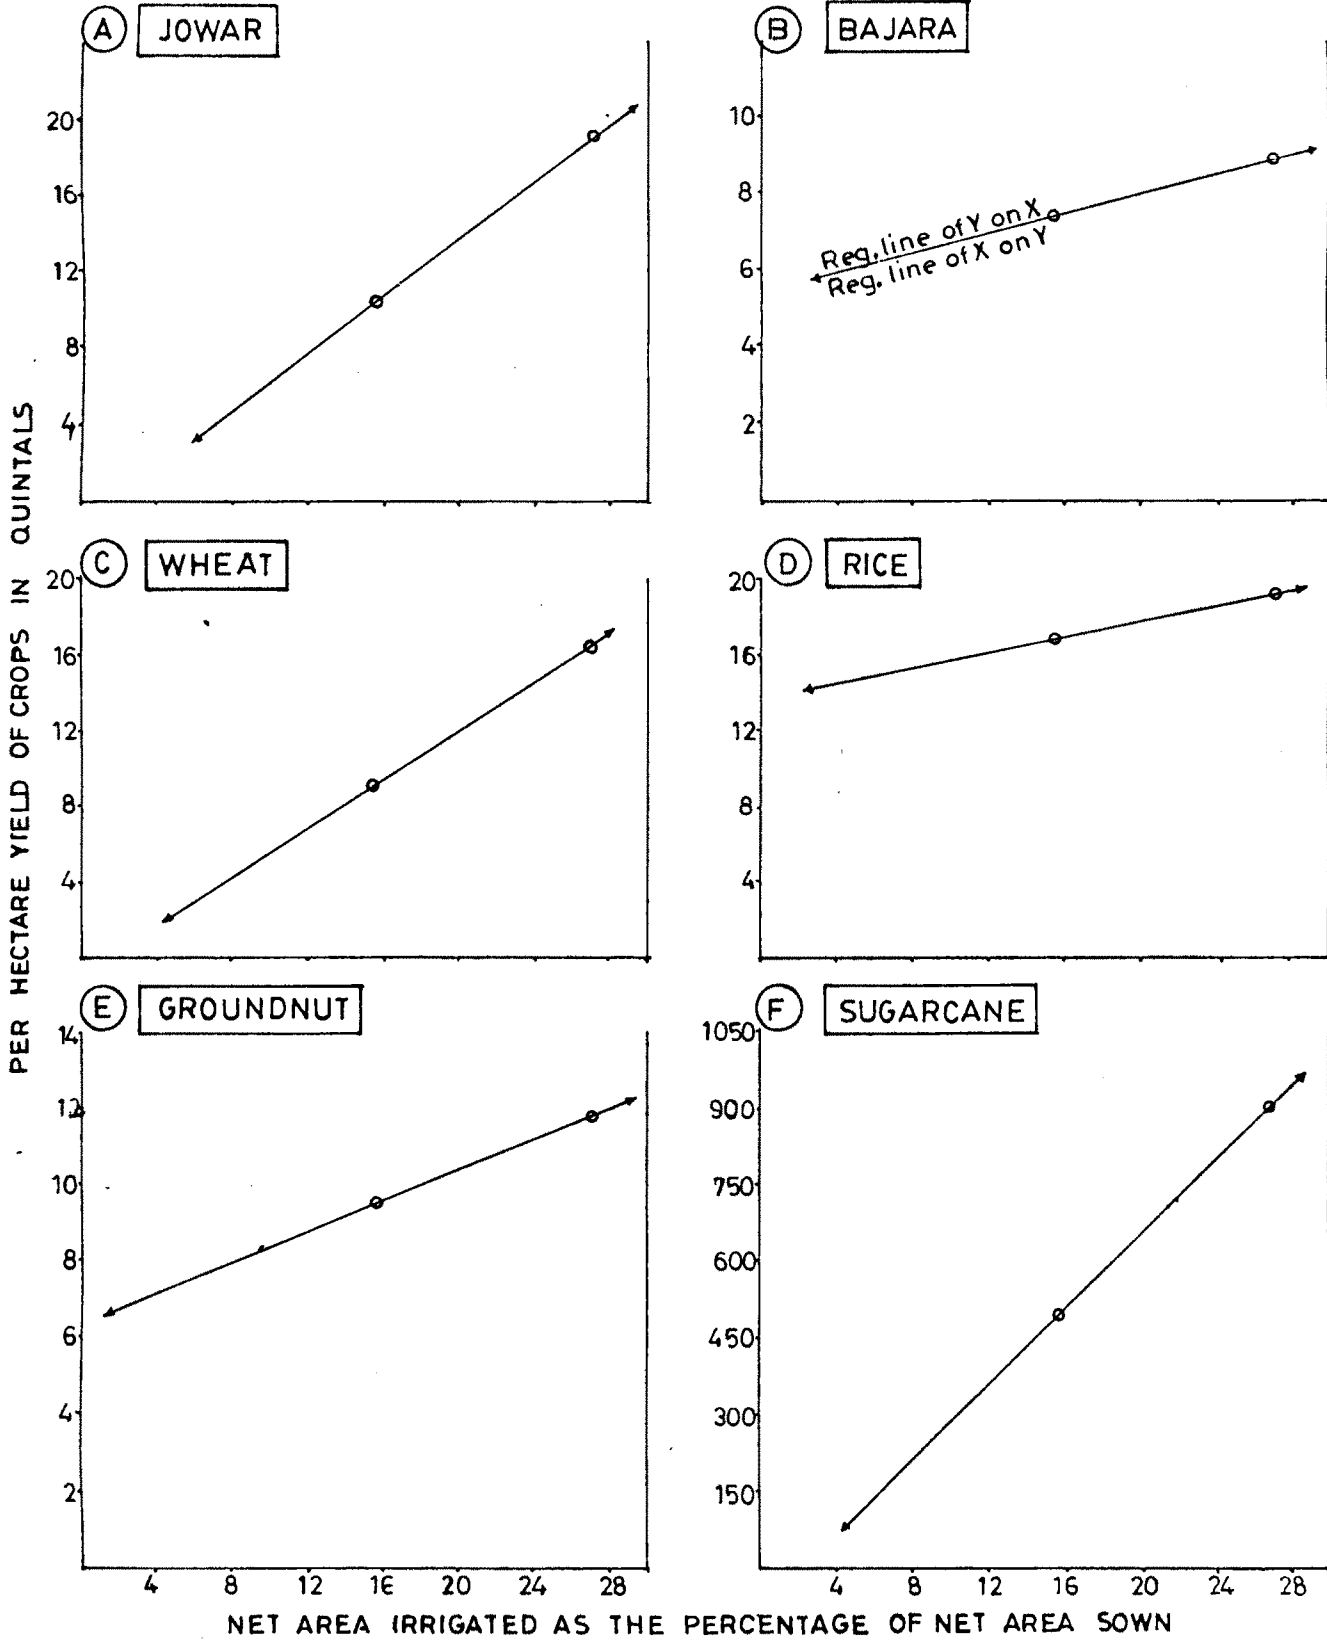 A JOWAR
20
16
12
8
4
B BAJARA
10
8
6
4
2
Reg. line of Y on X
Reg. line of X on Y
C WHEAT
20
16
12
8
4
D RICE
20
16
12
8
4
E GROUNDNUT
14
12
10
8
6
4
2
4 8 12 16 20 24 28
F SUGARCANE
1050
900
750
600
450
300
150
4 8 12 16 20 24 28
PER HECTARE YIELD OF CROPS IN QUINTALS
NET AREA IRRIGATED AS THE PERCENTAGE OF NET AREA SOWN